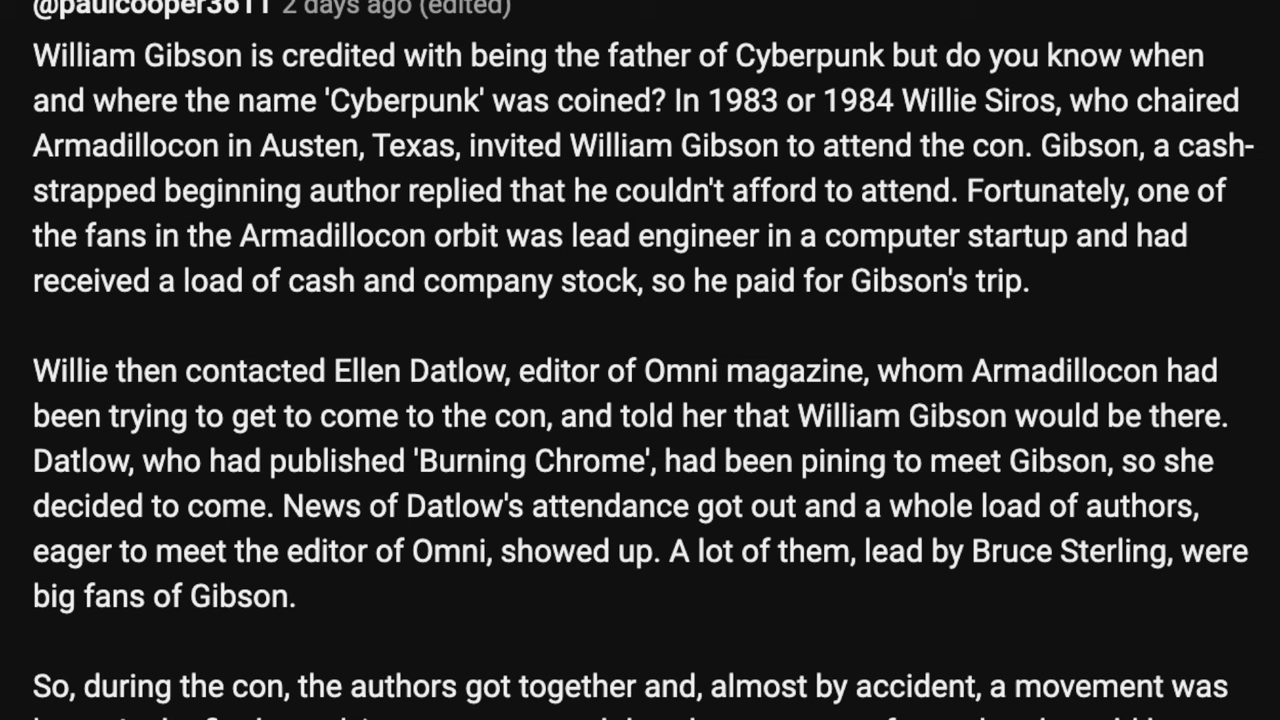 @paulcooper3611 2 days ago (edited)
William Gibson is credited with being the father of Cyberpunk but do you know when
and where the name 'Cyberpunk' was coined? In 1983 or 1984 Willie Siros, who chaired
Armadillocon in Austen, Texas, invited William Gibson to attend the con. Gibson, a cash-
strapped beginning author replied that he couldn't afford to attend. Fortunately, one of
the fans in the Armadillocon orbit was lead engineer in a computer startup and had
received a load of cash and company stock, so he paid for Gibson's trip.
Willie then contacted Ellen Datlow, editor of Omni magazine, whom Armadillocon had
been trying to get to come to the con, and told her that William Gibson would be there.
Datlow, who had published 'Burning Chrome', had been pining to meet Gibson, so she
decided to come. News of Datlow's attendance got out and a whole load of authors,
eager to meet the editor of Omni, showed up. A lot of them, lead by Bruce Sterling, were
big fans of Gibson.
So, during the con, the authors got together and, almost by accident, a movement was